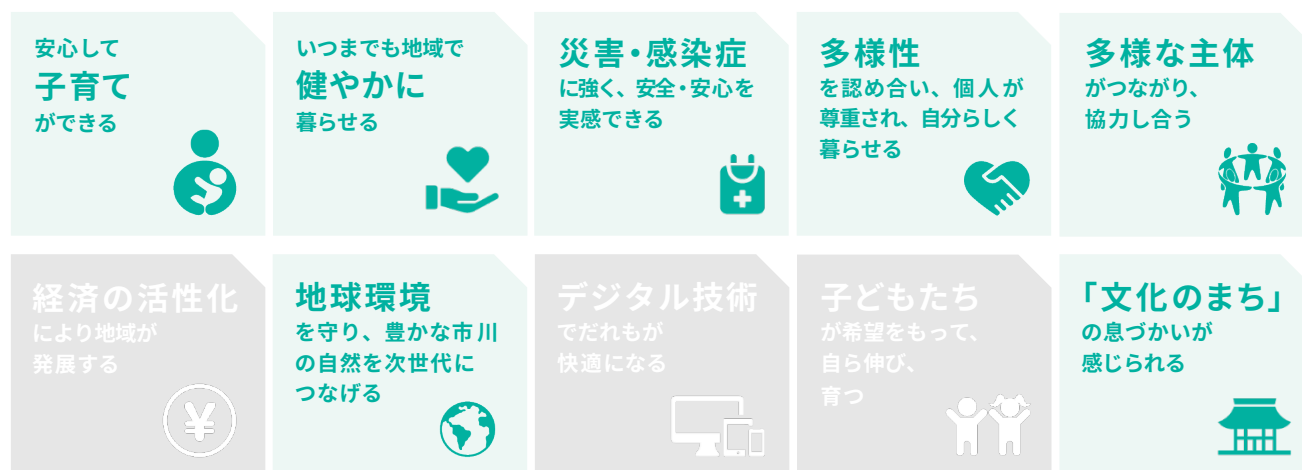 安心して
子育て
ができる
いつまでも地域で
健やかに
暮らせる
災害・感染症
に強く、安全・安心を
実感できる
多様性
を認め合い、個人が
尊重され、自分らしく
暮らせる
多様な主体
がつながり、
協力し合う
経済の活性化
により地域が
発展する
地球環境
を守り、豊かな市川
の自然を次世代に
つなげる
デジタル技術
でだれもが
快適になる
子どもたち
が希望をもって、
自ら伸び、
育つ
「文化のまち」
の息づかいが
感じられる